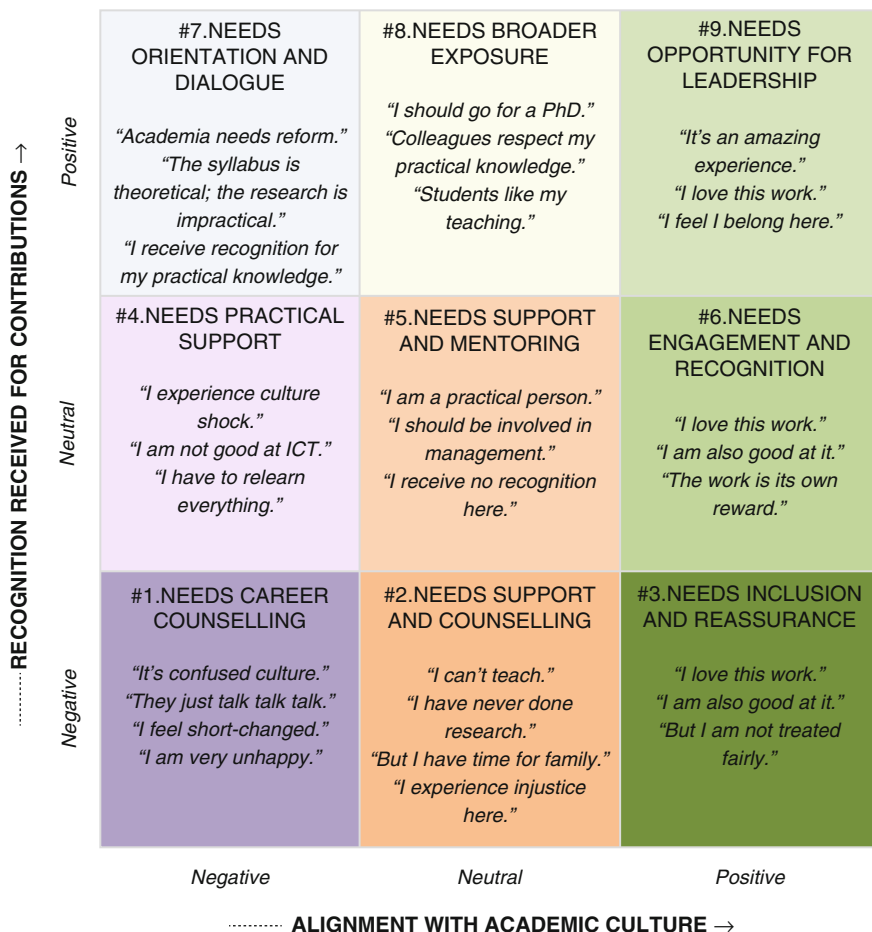 RECOGNITION RECEIVED FOR CONTRIBUTIONS →
Positive
Neutral
Negative
#7.NEEDS
ORIENTATION AND
DIALOGUE
“Academia needs reform.”
“The syllabus is
theoretical; the research is
impractical.”
“I receive recognition for
my practical knowledge.”
#8.NEEDS BROADER
EXPOSURE
“I should go for a PhD.”
“Colleagues respect my
practical knowledge.”
“Students like my
teaching.”
#9.NEEDS
OPPORTUNITY FOR
LEADERSHIP
“It’s an amazing
experience.”
“I love this work.”
“I feel I belong here.”
#4.NEEDS PRACTICAL
SUPPORT
“I experience culture
shock.”
“I am not good at ICT.”
“I have to relearn
everything.”
#5.NEEDS SUPPORT
AND MENTORING
“I am a practical person.”
“I should be involved in
management.”
“I receive no recognition
here.”
#6.NEEDS
ENGAGEMENT AND
RECOGNITION
“I love this work.”
“I am also good at it.”
“The work is its own
reward.”
#1.NEEDS CAREER
COUNSELLING
“It’s confused culture.”
“They just talk talk talk.”
“I feel short-changed.”
“I am very unhappy.”
#2.NEEDS SUPPORT
AND COUNSELLING
“I can’t teach.”
“I have never done
research.”
“But I have time for family.”
“I experience injustice
here.”
#3.NEEDS INCLUSION
AND REASSURANCE
“I love this work.”
“I am also good at it.”
“But I am not treated
fairly.”
Negative
Neutral
Positive
ALIGNMENT WITH ACADEMIC CULTURE →